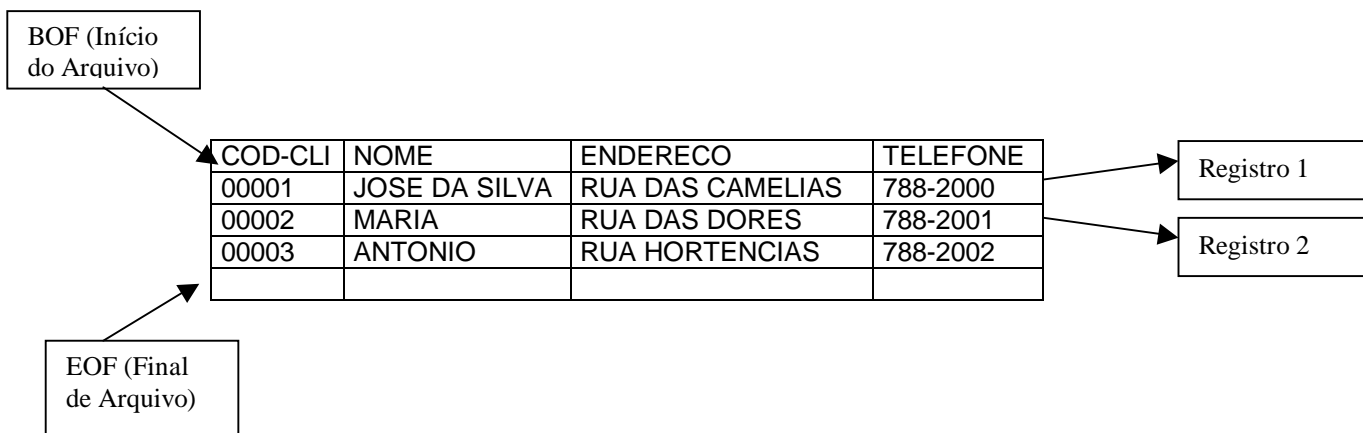 BOF (Início
do Arquivo)
COD-CLI NOME ENDERECO TELEFONE
00001 JOSE DA SILVA RUA DAS CAMELIAS 788-2000
00002 MARIA RUA DAS DORES 788-2001
00003 ANTONIO RUA HORTENCIAS 788-2002
Registro 1
Registro 2
EOF (Final
de Arquivo)